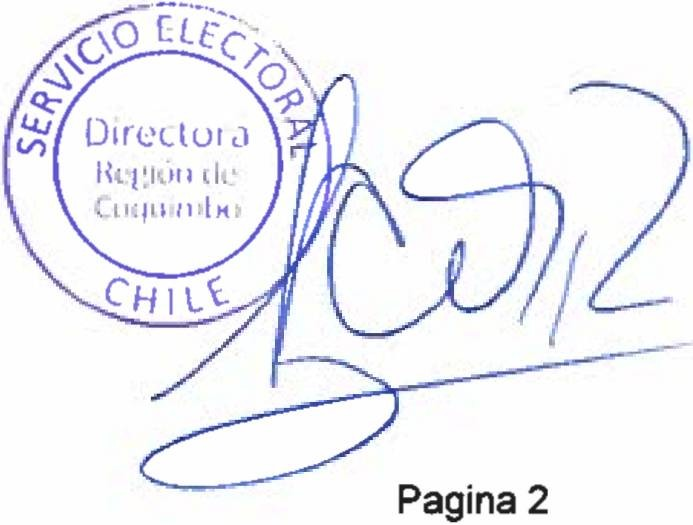 SERVICIO ELECTORAL
Directora
Región de
Coquimbo
CHILE
Pagina 2